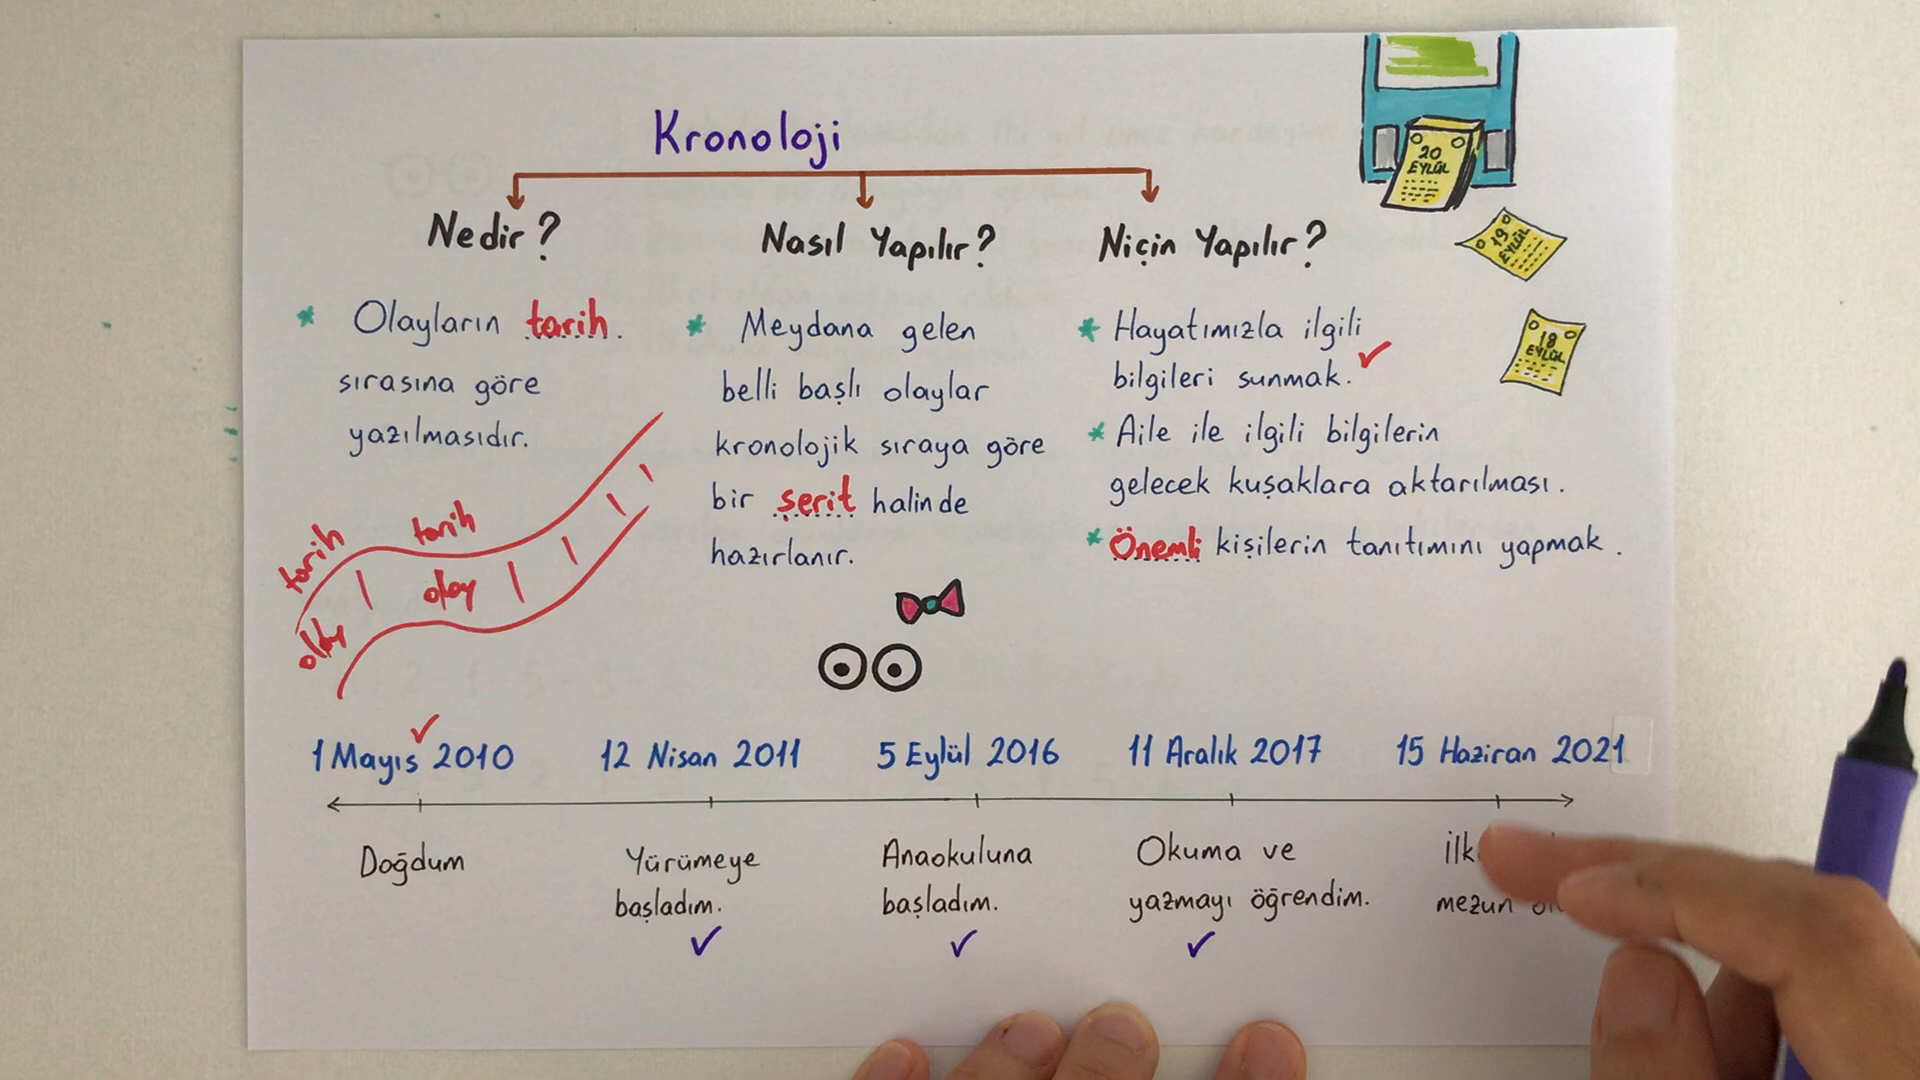 Kronoloji
Nedir?
* Olayların tarih.
sırasına göre
yazılmasıdır.
tarih
tarih
olay
olay
Nasıl Yapılır?
* Meydana gelen
belli başlı olaylar
kronolojik sıraya göre
bir şerit halinde
hazırlanır.
Niçin Yapılır?
* Hayatımızla ilgili
bilgileri sunmak.
* Aile ile ilgili bilgilerin
gelecek kuşaklara aktarılması.
* Önemli kişilerin tanıtımını yapmak.
20
EYLÜL
19
EYLÜL
18
EYLÜL
1 Mayıs 2010
12 Nisan 2011
5 Eylül 2016
11 Aralık 2017
15 Haziran 2021
Doğdum
Yürümeye
başladım.
Anaokuluna
başladım.
Okuma ve
yazmayı öğrendim.
mezun